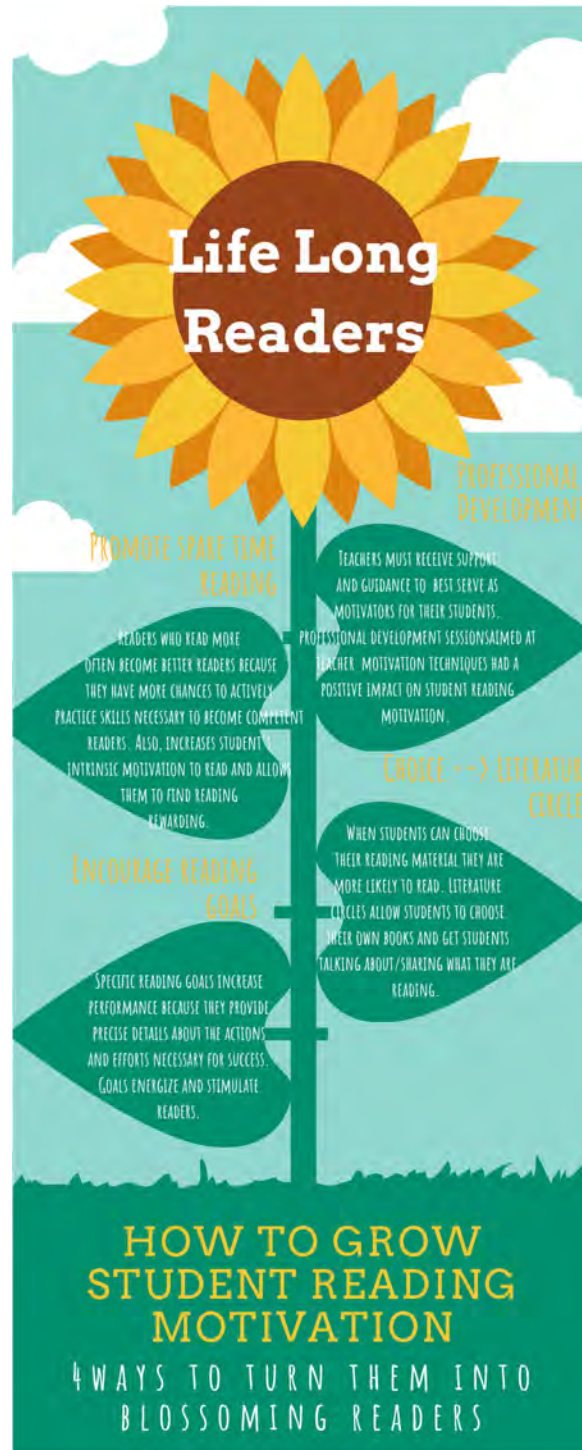 Life Long
Readers
PROFESSIONAL
DEVELOPMENT
TEACHERS MUST RECEIVE SUPPORT
AND GUIDANCE TO BEST SERVE AS
MOTIVATORS FOR THEIR STUDENTS.
PROFESSIONAL DEVELOPMENT SESSIONSAIMED AT
TEACHER MOTIVATION TECHNIQUES HAD A
POSITIVE IMPACT ON STUDENT READING
MOTIVATION.
PROMOTE SPARE TIME
READING
READERS WHO READ MORE
OFTEN BECOME BETTER READERS BECAUSE
THEY HAVE MORE CHANCES TO ACTIVELY
PRACTICE SKILLS NECESSARY TO BECOME COMPETENT
READERS. ALSO, INCREASES STUDENT'S
INTRINSIC MOTIVATION TO READ AND ALLOWS
THEM TO FIND READING
REWARDING.
CHOICE --> LITERATURE
CIRCLE
WHEN STUDENTS CAN CHOOSE
THEIR READING MATERIAL THEY ARE
MORE LIKELY TO READ. LITERATURE
CIRCLES ALLOW STUDENTS TO CHOOSE
THEIR OWN BOOKS AND GET STUDENTS
TALKING ABOUT/SHARING WHAT THEY ARE
READING.
ENCOURAGE READING
GOALS
SPECIFIC READING GOALS INCREASE
PERFORMANCE BECAUSE THEY PROVIDE
PRECISE DETAILS ABOUT THE ACTIONS
AND EFFORTS NECESSARY FOR SUCCESS.
GOALS ENERGIZE AND STIMULATE
READERS.
HOW TO GROW
STUDENT READING
MOTIVATION
4 WAYS TO TURN THEM INTO
BLOSSOMING READERS